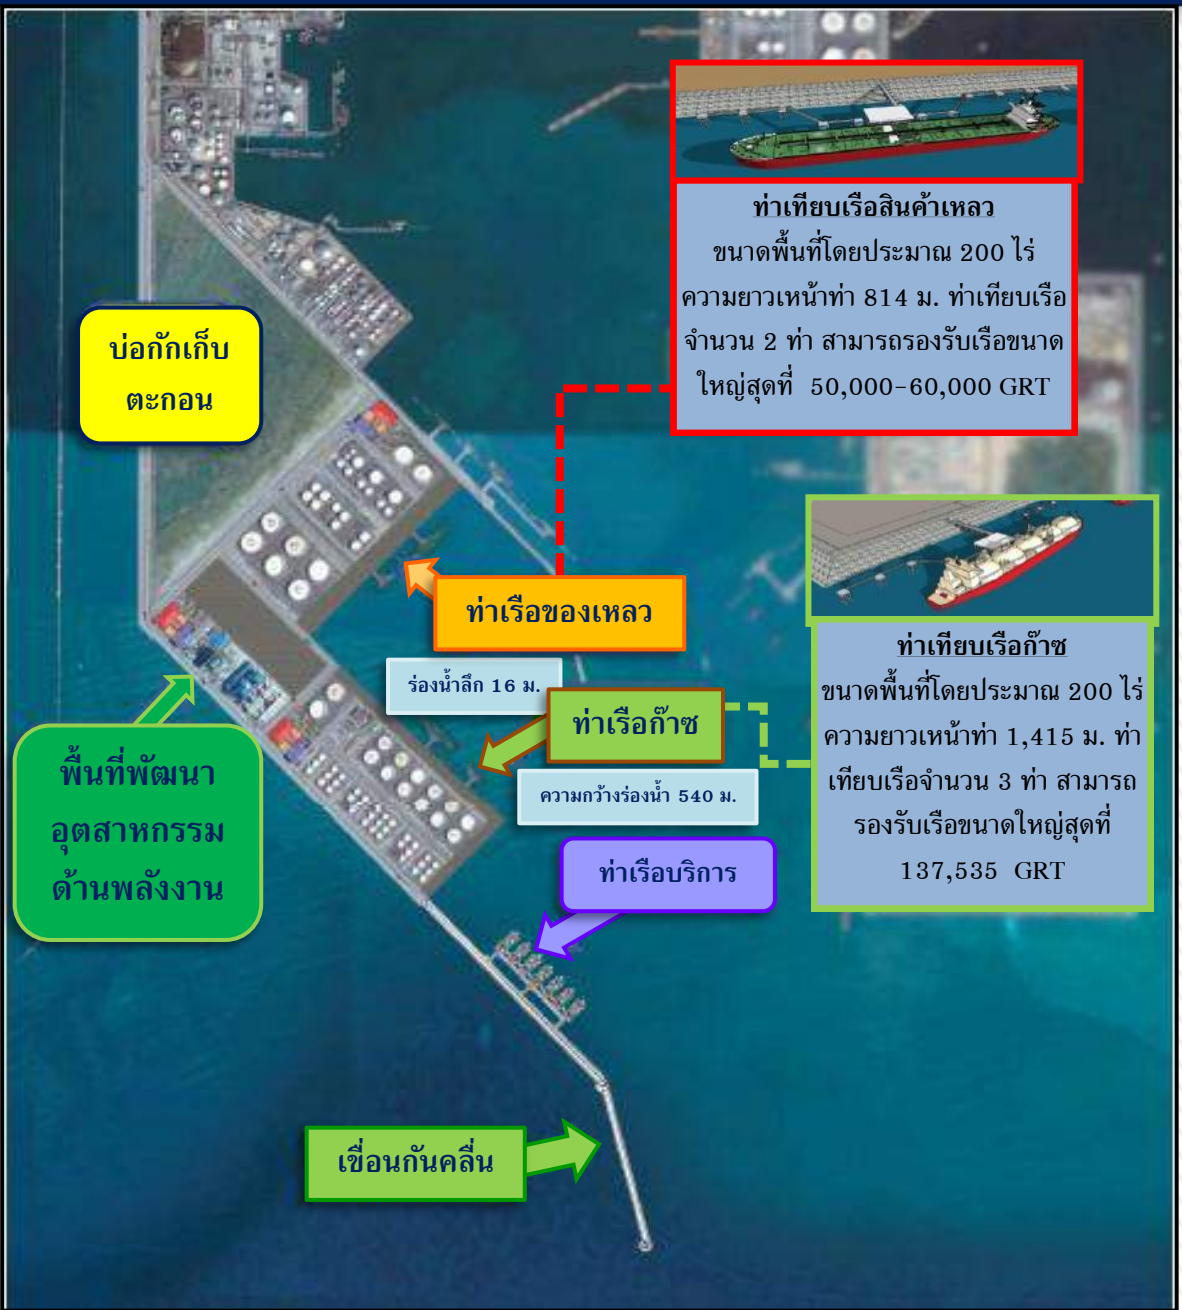 ท่าเทียบเรือสินค้าเหลว
ขนาดพื้นที่โดยประมาณ 200 ไร่
ความยาวเหน้าท่า 814 ม. ท่าเทียบเรือ
จำนวน 2 ท่า สามารถรองรับเรือขนาด
ใหญ่สุดที่ 50,000-60,000 GRT
บ่อกักเก็บ
ตะกอน
ท่าเรือของเหลว
ร่องน้ำลึก 16 ม.
ท่าเรือก๊าซ
ความกว้างร่องน้ำ 540 ม.
ท่าเทียบเรือก๊าซ
ขนาดพื้นที่โดยประมาณ 200 ไร่
ความยาวเหน้าท่า 1,415 ม. ท่า
เทียบเรือจำนวน 3 ท่า สามารถ
รองรับเรือขนาดใหญ่สุดที่
137,535 GRT
พื้นที่พัฒนา
อุตสาหกรรม
ด้านพลังงาน
ท่าเรือบริการ
เขื่อนกันคลื่น